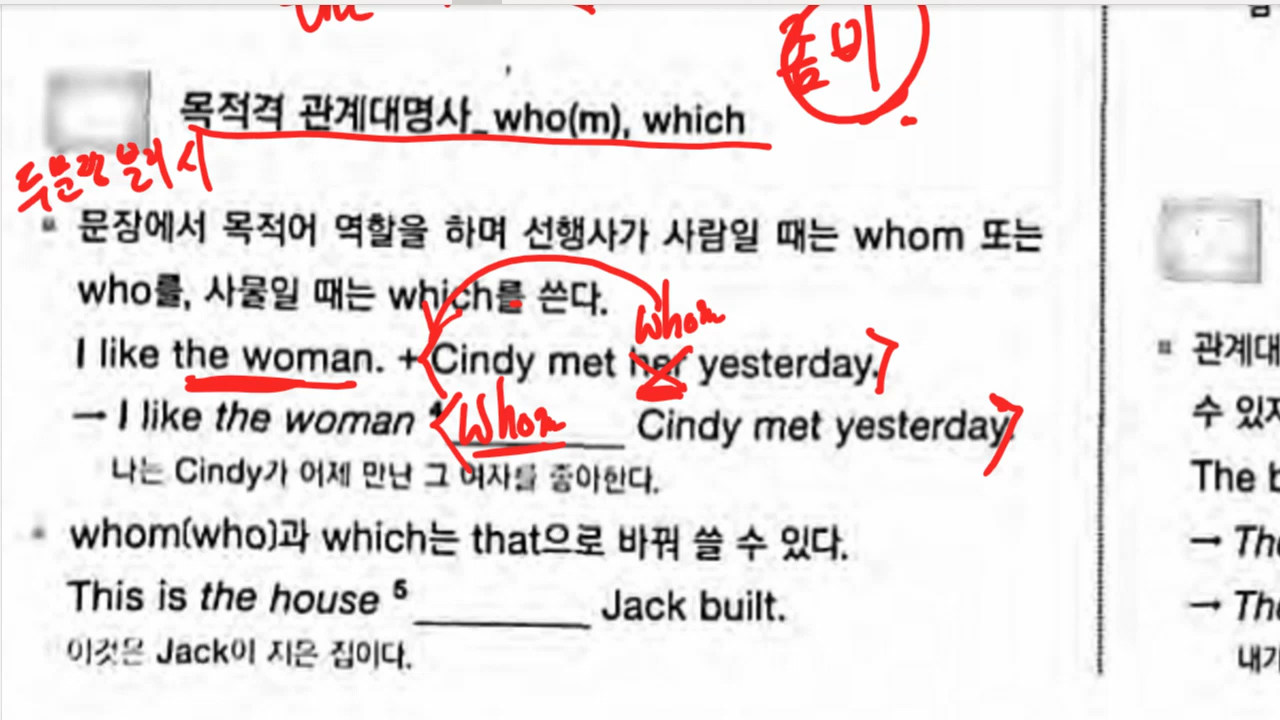 좀비
목적격 관계대명사_who(m), which
문장에서 목적어 역할을 하며 선행사가 사람일 때는 whom 또는
who를, 사물일 때는 which를 쓴다.
whom
I like the woman. + Cindy met her yesterday.
→ I like the woman 4 whom Cindy met yesterday.
나는 Cindy가 어제 만난 그 여자를 좋아한다.
whom(who)과 which는 that으로 바꿔 쓸 수 있다.
This is the house 5 ________ Jack built.
이것은 Jack이 지은 집이다.
관계대
수 있
The b
→ The
→ The
내가